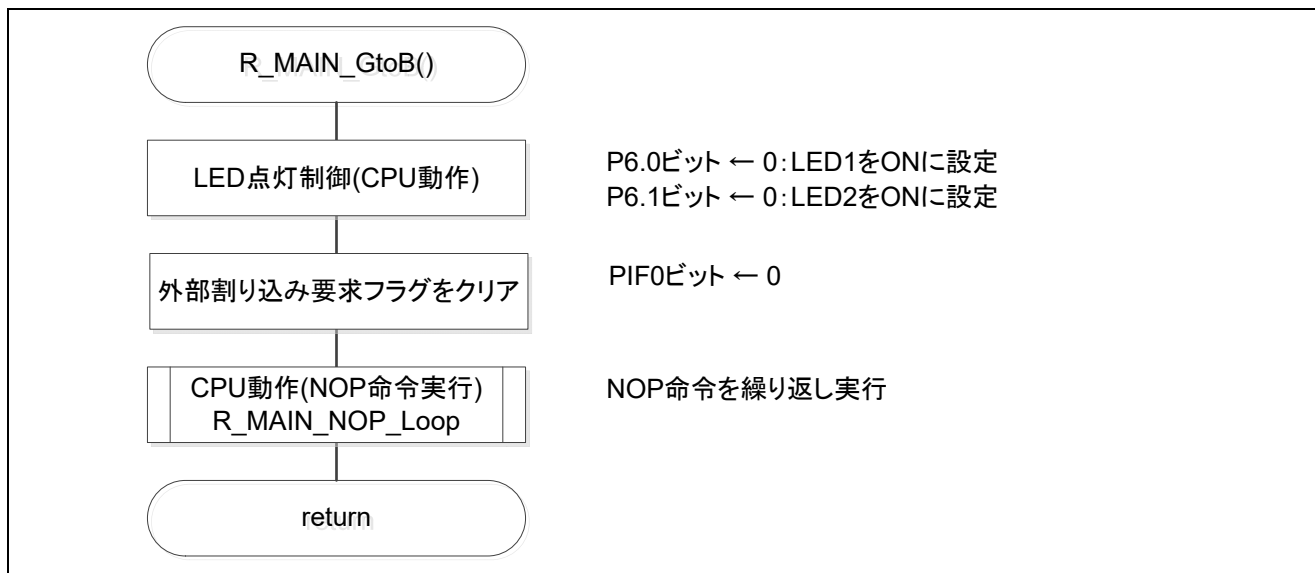 R_MAIN_GtoB()
LED点灯制御(CPU動作)
P6.0ビット ← 0:LED1をONに設定
P6.1ビット ← 0:LED2をONに設定
外部割り込み要求フラグをクリア
PIF0ビット ← 0
CPU動作(NOP命令実行)
R_MAIN_NOP_Loop
NOP命令を繰り返し実行
return